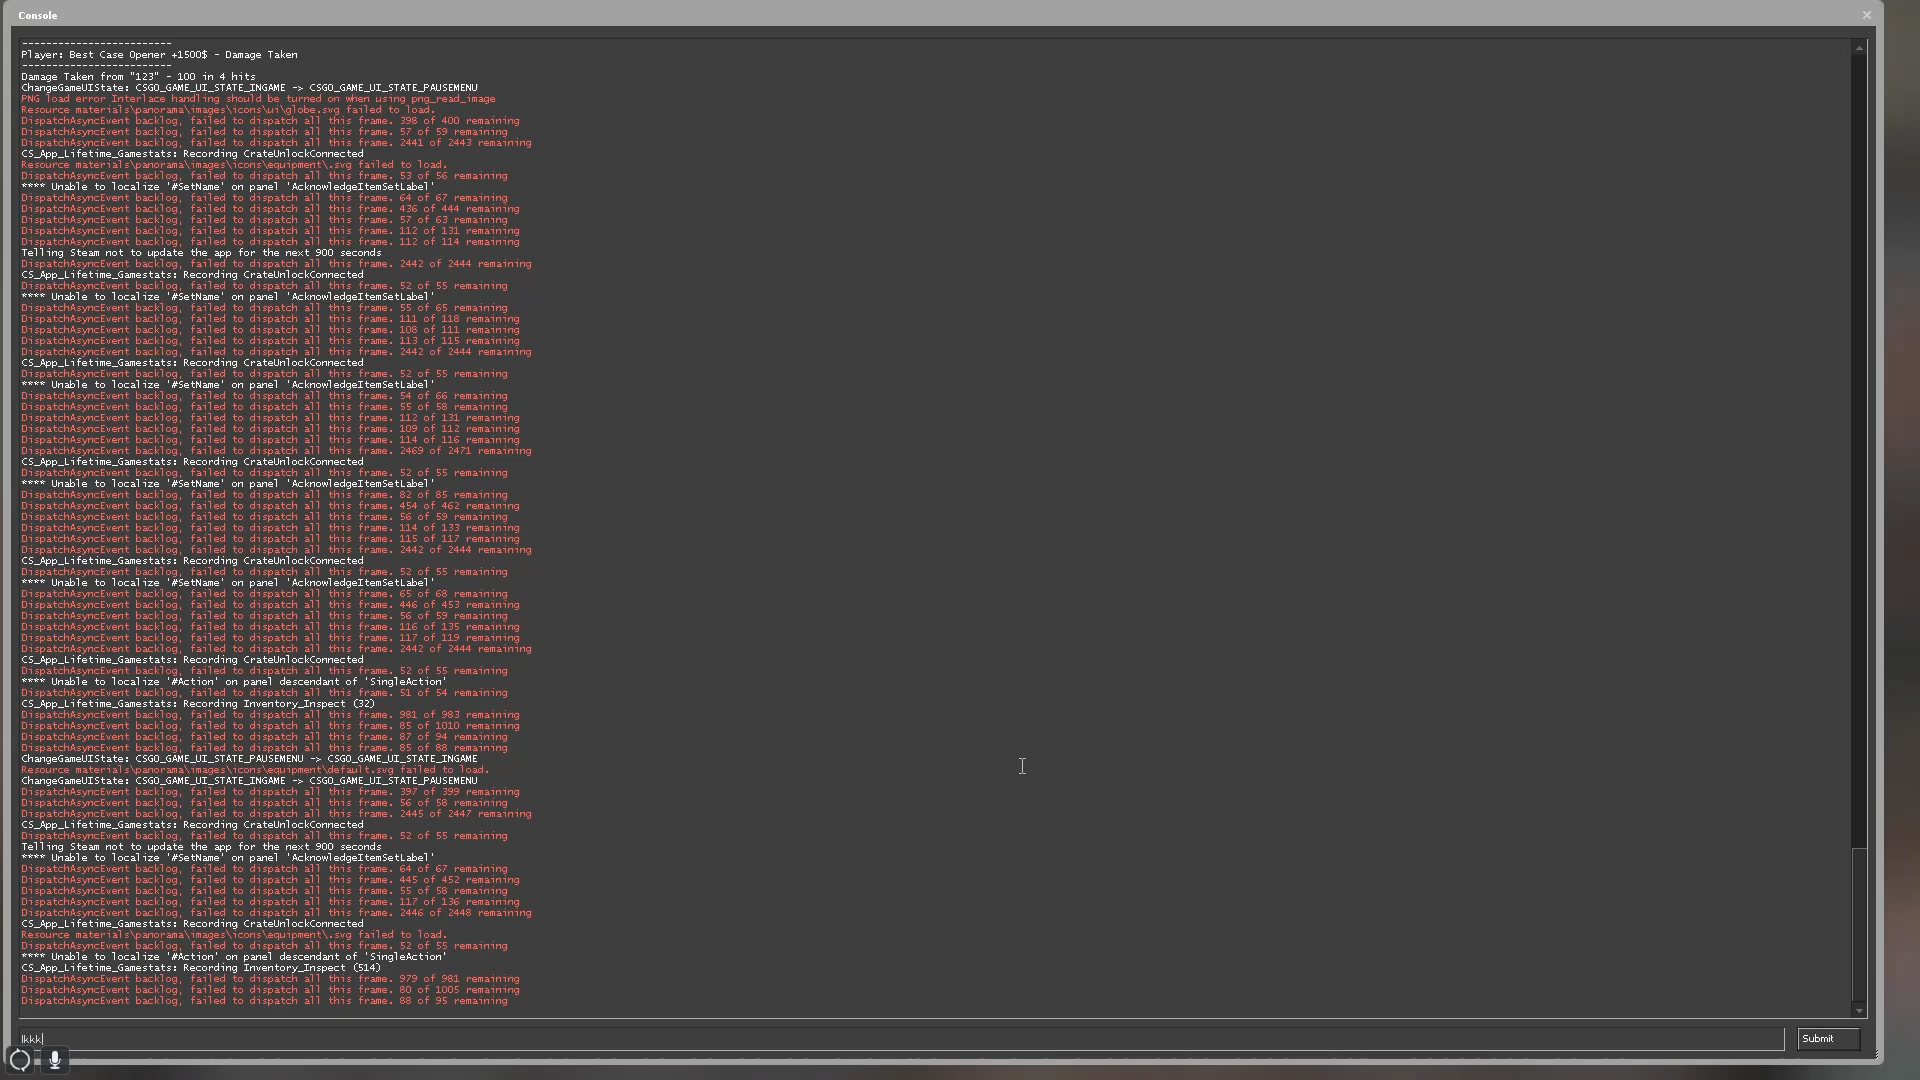 Console
-------------------------
Player: Best Case Opener +1500$ - Damage Taken
-------------------------
Damage Taken from "123" - 100 in 4 hits
ChangeGameUIState: CSGO_GAME_UI_STATE_INGAME -> CSGO_GAME_UI_STATE_PAUSEMENU
PNG load error Interlace handling should be turned on when using png_read_image
Resource materials\panorama\images\icons\ui\globe.svg failed to load.
DispatchAsyncEvent backlog, failed to dispatch all this frame. 398 of 400 remaining
DispatchAsyncEvent backlog, failed to dispatch all this frame. 57 of 59 remaining
DispatchAsyncEvent backlog, failed to dispatch all this frame. 2441 of 2443 remaining
CS_App_Lifetime_Gamestats: Recording CrateUnlockConnected
Resource materials\panorama\images\icons\equipment\.svg failed to load.
DispatchAsyncEvent backlog, failed to dispatch all this frame. 53 of 56 remaining
**** Unable to localize '#SetName' on panel 'AcknowledgeItemSetLabel'
DispatchAsyncEvent backlog, failed to dispatch all this frame. 64 of 67 remaining
DispatchAsyncEvent backlog, failed to dispatch all this frame. 436 of 444 remaining
DispatchAsyncEvent backlog, failed to dispatch all this frame. 57 of 63 remaining
DispatchAsyncEvent backlog, failed to dispatch all this frame. 112 of 131 remaining
DispatchAsyncEvent backlog, failed to dispatch all this frame. 112 of 114 remaining
Telling Steam not to update the app for the next 900 seconds
DispatchAsyncEvent backlog, failed to dispatch all this frame. 2442 of 2444 remaining
CS_App_Lifetime_Gamestats: Recording CrateUnlockConnected
DispatchAsyncEvent backlog, failed to dispatch all this frame. 52 of 55 remaining
**** Unable to localize '#SetName' on panel 'AcknowledgeItemSetLabel'
DispatchAsyncEvent backlog, failed to dispatch all this frame. 55 of 65 remaining
DispatchAsyncEvent backlog, failed to dispatch all this frame. 111 of 118 remaining
DispatchAsyncEvent backlog, failed to dispatch all this frame. 108 of 111 remaining
DispatchAsyncEvent backlog, failed to dispatch all this frame. 113 of 115 remaining
DispatchAsyncEvent backlog, failed to dispatch all this frame. 2442 of 2444 remaining
CS_App_Lifetime_Gamestats: Recording CrateUnlockConnected
DispatchAsyncEvent backlog, failed to dispatch all this frame. 52 of 55 remaining
**** Unable to localize '#SetName' on panel 'AcknowledgeItemSetLabel'
DispatchAsyncEvent backlog, failed to dispatch all this frame. 54 of 66 remaining
DispatchAsyncEvent backlog, failed to dispatch all this frame. 55 of 58 remaining
DispatchAsyncEvent backlog, failed to dispatch all this frame. 112 of 131 remaining
DispatchAsyncEvent backlog, failed to dispatch all this frame. 109 of 112 remaining
DispatchAsyncEvent backlog, failed to dispatch all this frame. 114 of 116 remaining
DispatchAsyncEvent backlog, failed to dispatch all this frame. 2469 of 2471 remaining
CS_App_Lifetime_Gamestats: Recording CrateUnlockConnected
DispatchAsyncEvent backlog, failed to dispatch all this frame. 52 of 55 remaining
**** Unable to localize '#SetName' on panel 'AcknowledgeItemSetLabel'
DispatchAsyncEvent backlog, failed to dispatch all this frame. 82 of 85 remaining
DispatchAsyncEvent backlog, failed to dispatch all this frame. 454 of 462 remaining
DispatchAsyncEvent backlog, failed to dispatch all this frame. 56 of 59 remaining
DispatchAsyncEvent backlog, failed to dispatch all this frame. 114 of 133 remaining
DispatchAsyncEvent backlog, failed to dispatch all this frame. 115 of 117 remaining
DispatchAsyncEvent backlog, failed to dispatch all this frame. 2442 of 2444 remaining
CS_App_Lifetime_Gamestats: Recording CrateUnlockConnected
DispatchAsyncEvent backlog, failed to dispatch all this frame. 52 of 55 remaining
**** Unable to localize '#SetName' on panel 'AcknowledgeItemSetLabel'
DispatchAsyncEvent backlog, failed to dispatch all this frame. 65 of 68 remaining
DispatchAsyncEvent backlog, failed to dispatch all this frame. 446 of 453 remaining
DispatchAsyncEvent backlog, failed to dispatch all this frame. 56 of 59 remaining
DispatchAsyncEvent backlog, failed to dispatch all this frame. 116 of 135 remaining
DispatchAsyncEvent backlog, failed to dispatch all this frame. 117 of 119 remaining
DispatchAsyncEvent backlog, failed to dispatch all this frame. 2442 of 2444 remaining
CS_App_Lifetime_Gamestats: Recording CrateUnlockConnected
DispatchAsyncEvent backlog, failed to dispatch all this frame. 52 of 55 remaining
**** Unable to localize '#Action' on panel descendant of 'SingleAction'
DispatchAsyncEvent backlog, failed to dispatch all this frame. 51 of 54 remaining
CS_App_Lifetime_Gamestats: Recording Inventory_Inspect (32)
DispatchAsyncEvent backlog, failed to dispatch all this frame. 981 of 983 remaining
DispatchAsyncEvent backlog, failed to dispatch all this frame. 85 of 1010 remaining
DispatchAsyncEvent backlog, failed to dispatch all this frame. 87 of 94 remaining
DispatchAsyncEvent backlog, failed to dispatch all this frame. 85 of 88 remaining
ChangeGameUIState: CSGO_GAME_UI_STATE_PAUSEMENU -> CSGO_GAME_UI_STATE_INGAME
Resource materials\panorama\images\icons\equipment\default.svg failed to load.
ChangeGameUIState: CSGO_GAME_UI_STATE_INGAME -> CSGO_GAME_UI_STATE_PAUSEMENU
DispatchAsyncEvent backlog, failed to dispatch all this frame. 397 of 399 remaining
DispatchAsyncEvent backlog, failed to dispatch all this frame. 56 of 58 remaining
DispatchAsyncEvent backlog, failed to dispatch all this frame. 2445 of 2447 remaining
CS_App_Lifetime_Gamestats: Recording CrateUnlockConnected
DispatchAsyncEvent backlog, failed to dispatch all this frame. 52 of 55 remaining
Telling Steam not to update the app for the next 900 seconds
**** Unable to localize '#SetName' on panel 'AcknowledgeItemSetLabel'
DispatchAsyncEvent backlog, failed to dispatch all this frame. 64 of 67 remaining
DispatchAsyncEvent backlog, failed to dispatch all this frame. 445 of 452 remaining
DispatchAsyncEvent backlog, failed to dispatch all this frame. 55 of 58 remaining
DispatchAsyncEvent backlog, failed to dispatch all this frame. 117 of 136 remaining
DispatchAsyncEvent backlog, failed to dispatch all this frame. 2446 of 2448 remaining
CS_App_Lifetime_Gamestats: Recording CrateUnlockConnected
Resource materials\panorama\images\icons\equipment\.svg failed to load.
DispatchAsyncEvent backlog, failed to dispatch all this frame. 52 of 55 remaining
**** Unable to localize '#Action' on panel descendant of 'SingleAction'
CS_App_Lifetime_Gamestats: Recording Inventory_Inspect (514)
DispatchAsyncEvent backlog, failed to dispatch all this frame. 979 of 981 remaining
DispatchAsyncEvent backlog, failed to dispatch all this frame. 80 of 1005 remaining
DispatchAsyncEvent backlog, failed to dispatch all this frame. 88 of 95 remaining
lkkk
Submit